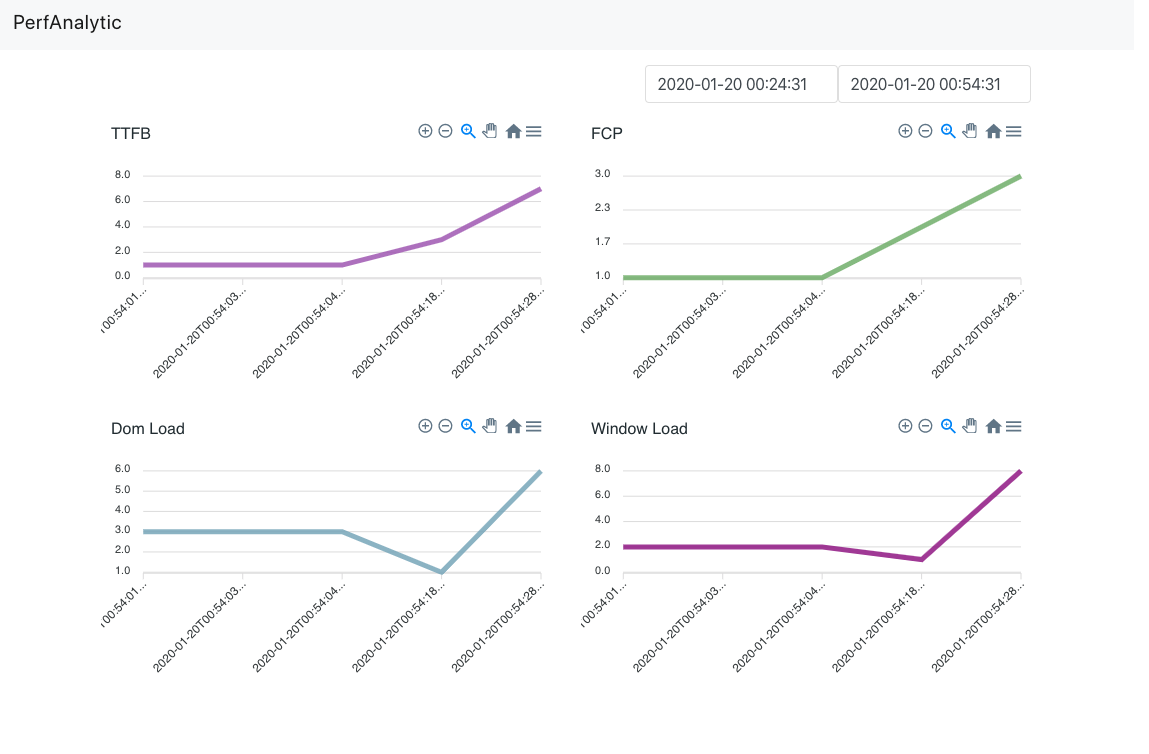 PerfAnalytic
2020-01-20 00:24:31 2020-01-20 00:54:31
TTFB
8.0
6.0
4.0
2.0
0.0
00:54:01...
2020-01-20T00:54:03...
2020-01-20T00:54:04...
2020-01-20T00:54:18...
2020-01-20T00:54:28...
FCP
3.0
2.3
1.7
1.0
00:54:01...
2020-01-20T00:54:03...
2020-01-20T00:54:04...
2020-01-20T00:54:18...
2020-01-20T00:54:28...
Dom Load
6.0
5.0
4.0
3.0
2.0
1.0
00:54:01...
2020-01-20T00:54:03...
2020-01-20T00:54:04...
2020-01-20T00:54:18...
2020-01-20T00:54:28...
Window Load
8.0
6.0
4.0
2.0
0.0
00:54:01...
2020-01-20T00:54:03...
2020-01-20T00:54:04...
2020-01-20T00:54:18...
2020-01-20T00:54:28...